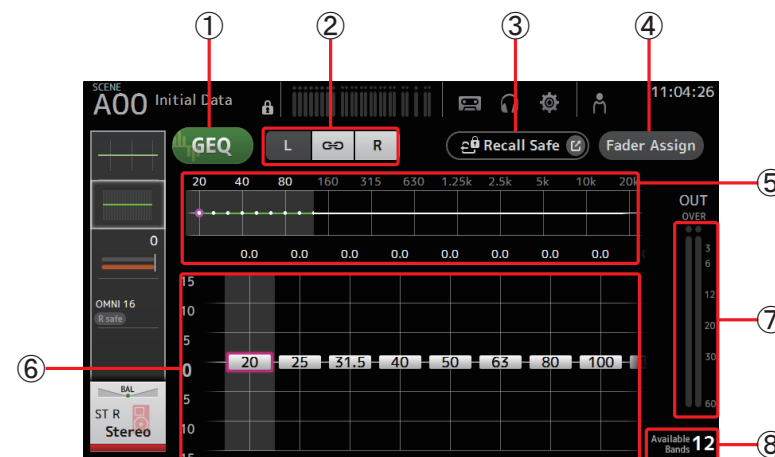 ① ② ③ ④
SCENE
A00 Initial Data
11:04:26
GEQ L R Recall Safe Fader Assign
20 40 80 160 315 630 1.25k 2.5k 5k 10k 20k
⑤
OUT
OVER
0
0.0 0.0 0.0 0.0 0.0 0.0 0.0 0.0
3
6
12
20
30
60
⑦
OMNI 16
R safe
15
10
5
0
5
10
15
⑥
20 25 31.5 40 50 63 80 100
BAL
ST R
Stereo
Available Bands 12
⑧